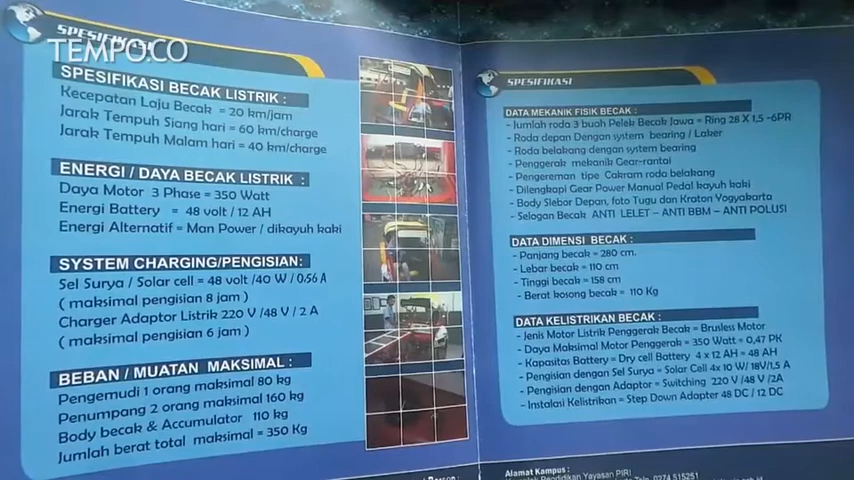 SPESIFIKASI
TEMPO.CO
SPESIFIKASI BECAK LISTRIK :
Kecepatan Laju Becak = 20 km/jam
Jarak Tempuh Siang hari = 60 km/charge
Jarak Tempuh Malam hari = 40 km/charge
ENERGI / DAYA BECAK LISTRIK :
Daya Motor 3 Phase = 350 watt
Energi Battery = 48 volt / 12 AH
Energi Alternatif = Man Power / dikayuh kaki
SYSTEM CHARGING/PENGISIAN :
Sel Surya / Solar cell = 48 volt/40 W / 0.56 A
( maksimal pengisian 8 jam )
Charger Adaptor Listrik 220 V /48 V / 2 A
( maksimal pengisian 6 jam )
BEBAN / MUATAN MAKSIMAL :
Pengemudi 1 orang maksimal 80 kg
Penumpang 2 orang maksimal 160 kg
Body becak & Accumulator 110 kg
Jumlah berat total maksimal = 350 Kg
SPESIFIKASI
DATA MEKANIK FISIK BECAK :
- Jumlah roda 3 buah Pelek Becak Jawa = Ring 28 X 1,5 -6PR
- Roda depan Dengan system bearing / Laker
- Roda belakang dengan system bearing
- Penggerak mekanik Gear-rantai
- Pengereman tipe Cakram roda belakang
- Dilengkapi Gear Power Manual Pedal kayuh kaki
- Body Slebor Depan, foto Tugu dan Kraton Yogyakarta
- Selogan Becak ANTI LELET - ANTI BBM - ANTI POLUSI
DATA DIMENSI BECAK :
- Panjang becak = 280 cm.
- Lebar becak = 110 cm
- Tinggi becak = 158 cm
- Berat kosong becak = 110 Kg
DATA KELISTRIKAN BECAK :
- Jenis Motor Listrik Penggerak Becak = Brusless Motor
- Daya Maksimal Motor Penggerak = 350 Watt = 0,47 PK
- Kapasitas Battery = Dry cell Battery 4 x 12 AH = 48 AH
- Pengisian dengan Sel Surya = Solar Cell 4x 10 W/ 18V/1,5 A
- Pengisian dengan Adaptor = Switching 220 V/48 V/ 2A
- Instalasi Kelistrikan = Step Down Adapter 48 DC / 12 DC
Alamat Kampus :
Pendidikan Yayasan PIRI
Telp. 0274 515251